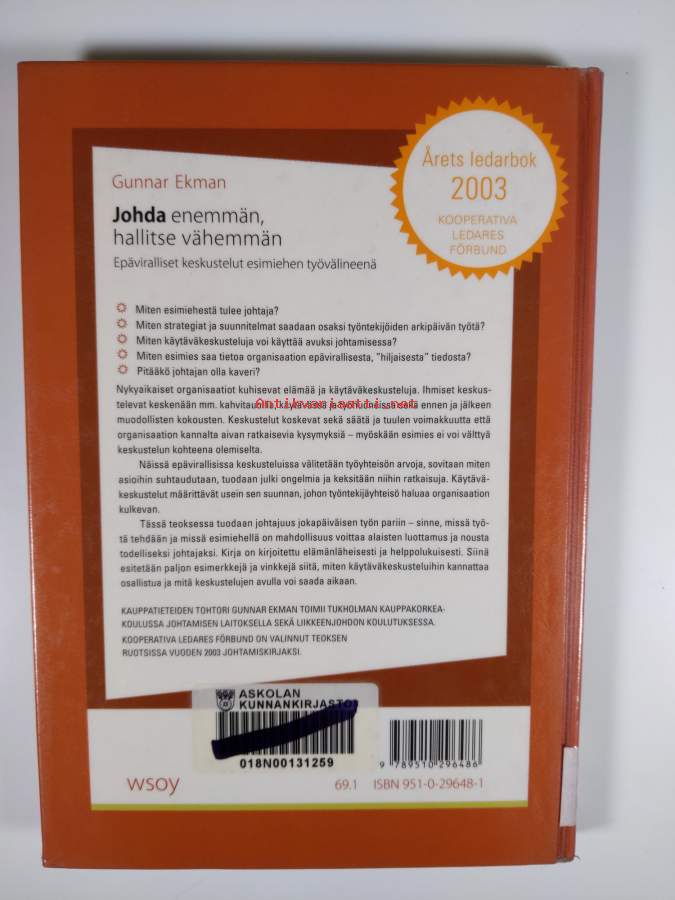 Årets ledarbok
2003
KOOPERATIVA
LEDARES
FÖRBUND
Gunnar Ekman
Johda enemmän,
hallitse vähemmän
Epäviralliset keskustelut esimiehen työvälineenä
Miten esimiehestä tulee johtaja?
Miten strategiat ja suunnitelmat saadaan osaksi työntekijöiden arkipäivän työtä?
Miten käytäväkeskusteluja voi käyttää avuksi johtamisessa?
Miten esimies saa tietoa organisaation epävirallisesta, "hiljaisesta" tiedosta?
Pitääkö johtajan olla kaveri?
Nykyaikaiset organisaatiot kuhisevat elämää ja käytäväkeskusteluja. Ihmiset keskus-
televat keskenään mm. kahvitauoilla, käytävissä ja työhuoneissa sekä ennen ja jälkeen
Antikvariaatti.net
muodollisten kokousten. Keskustelut koskevat sekä säätä ja tuulen voimakkuutta että
organisaation kannalta aivan ratkaisevia kysymyksiä – myöskään esimies ei voi välttyä
keskustelun kohteena olemiselta.
Näissä epävirallisissa keskusteluissa välitetään työyhteisön arvoja, sovitaan miten
asioihin suhtaudutaan, tuodaan julki ongelmia ja keksitään niihin ratkaisuja. Käytävä-
keskustelut määrittävät usein sen suunnan, johon työntekijäyhteisö haluaa organisaation
kulkevan.
Tässä teoksessa tuodaan johtajuus jokapäiväisen työn pariin – sinne, missä työ-
tä tehdään ja missä esimiehellä on mahdollisuus voittaa alaisten luottamus ja nousta
todelliseksi johtajaksi. Kirja on kirjoitettu elämänläheisesti ja helppolukuisesti. Siinä
esitetään paljon esimerkkejä ja vinkkejä siitä, miten käytäväkeskusteluihin kannattaa
osallistua ja mitä keskustelujen avulla voi saada aikaan.
KAUPPATIETEIDEN TOHTORI GUNNAR EKMAN TOIMII TUKHOLMAN KAUPPAKORKEA-
KOULUSSA JOHTAMISEN LAITOKSELLA SEKÄ LIIKKEENJOHDON KOULUTUKSESSA.
KOOPERATIVA LEDARES FÖRBUND ON VALINNUT TEOKSEN
RUOTSISSA VUODEN 2003 JOHTAMISKIRJAKSI.
ASKOLAN
KUNNANKIRJASTO
018N00131259
9 789510 296486
wsoy
69.1 ISBN 951-0-29648-1